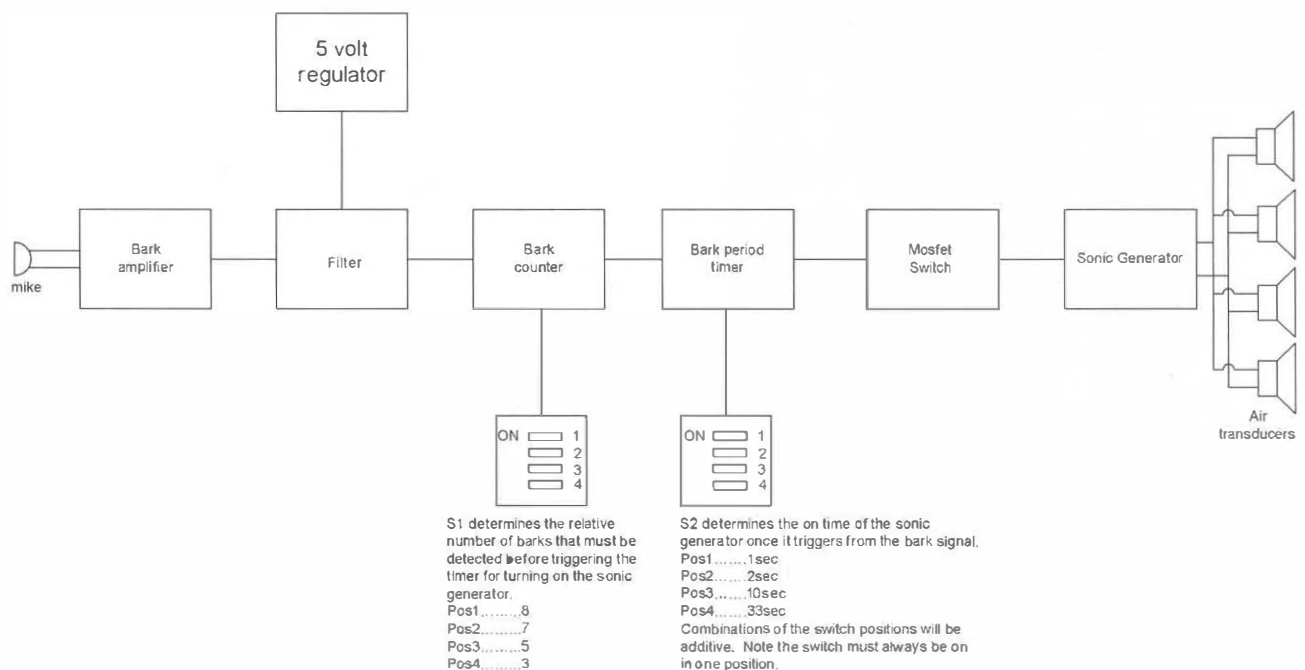 5 volt
regulator
Bark
amplifier
Filter
Bark
counter
Bark period
timer
Mosfet
Switch
Sonic Generator
mike
Air
transducers
ON 1
2
3
4
S1 determines the relative
number of barks that must be
detected before triggering the
timer for turning on the sonic
generator.
Pos1.........8
Pos2.........7
Pos3.........5
Pos4.........3
ON 1
2
3
4
S2 determines the on time of the sonic
generator once it triggers from the bark signal.
Pos1.......1sec
Pos2.......2sec
Pos3.......10sec
Pos4.......33sec
Combinations of the switch positions will be
additive. Note the switch must always be on
in one position.